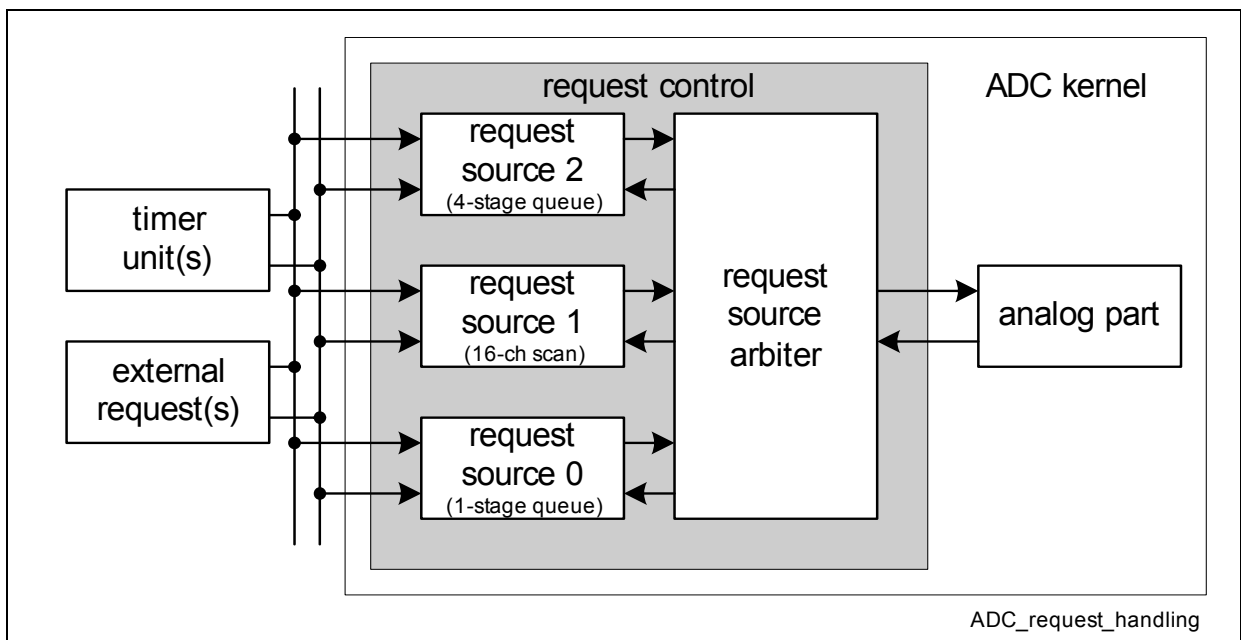 request control
ADC kernel
request
source 2
(4-stage queue)
timer
unit(s)
request
source 1
(16-ch scan)
request
source
arbiter
analog part
external
request(s)
request
source 0
(1-stage queue)
ADC_request_handling